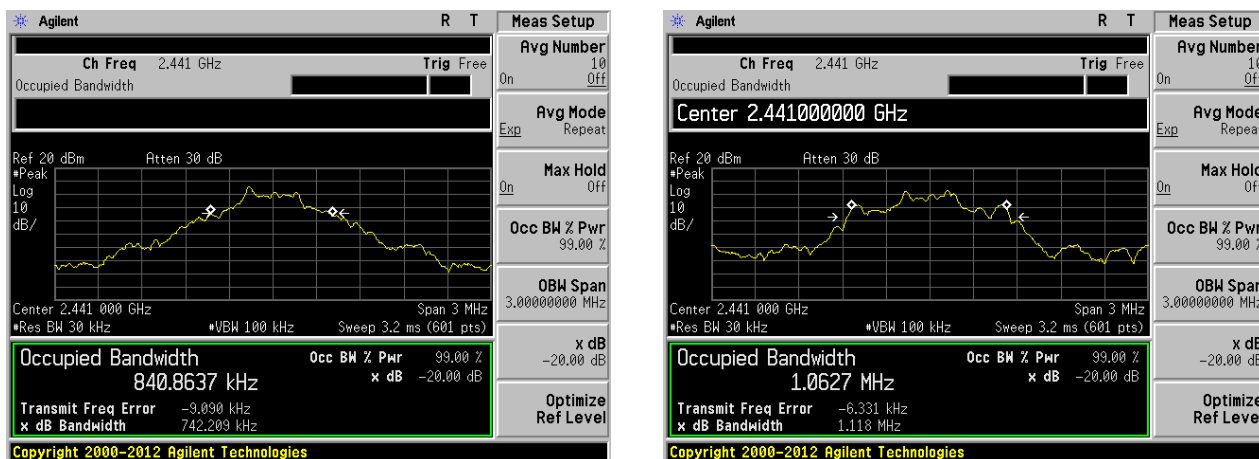 Agilent R T Meas Setup
Ch Freq 2.441 GHz Trig Free
Occupied Bandwidth
Ref 20 dBm Atten 30 dB
#Peak
Log
10
dB/
Center 2.441 000 GHz Span 3 MHz
#Res BW 30 kHz #VBW 100 kHz Sweep 3.2 ms (601 pts)
Occupied Bandwidth Occ BW % Pwr 99.00 %
840.8637 kHz x dB -20.00 dB
Transmit Freq Error -9.090 kHz
x dB Bandwidth 742.209 kHz
Avg Number
10
On Off
Avg Mode
Exp Repeat
Max Hold
On Off
Occ BW % Pwr
99.00 %
OBW Span
3.00000000 MHz
x dB
-20.00 dB
Optimize
Ref Level
Copyright 2000-2012 Agilent Technologies
Agilent R T Meas Setup
Ch Freq 2.441 GHz Trig Free
Occupied Bandwidth
Center 2.441000000 GHz
Ref 20 dBm Atten 30 dB
#Peak
Log
10
dB/
Center 2.441 000 GHz Span 3 MHz
#Res BW 30 kHz #VBW 100 kHz Sweep 3.2 ms (601 pts)
Occupied Bandwidth Occ BW % Pwr 99.00 %
1.0627 MHz x dB -20.00 dB
Transmit Freq Error -6.331 kHz
x dB Bandwidth 1.118 MHz
Avg Number
10
On Off
Avg Mode
Exp Repeat
Max Hold
On Off
Occ BW % Pwr
99.00 %
OBW Span
3.00000000 MHz
x dB
-20.00 dB
Optimize
Ref Level
Copyright 2000-2012 Agilent Technologies